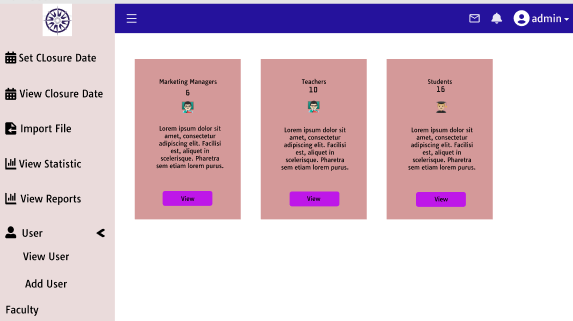 admin
Set Closure Date
View Closure Date
Import File
View Statistic
View Reports
User
View User
Add User
Faculty
Marketing Managers
6
Lorem ipsum dolor sit
amet, consectetur
adipiscing elit. Facilisi
est, aliquet in
scelerisque. Pharetra
sem etiam lorem purus.
View
Teachers
10
Lorem ipsum dolor sit
amet, consectetur
adipiscing elit. Facilisi
est, aliquet in
scelerisque. Pharetra
sem etiam lorem purus.
View
Students
16
Lorem ipsum dolor sit
amet, consectetur
adipiscing elit. Facilisi
est, aliquet in
scelerisque. Pharetra
sem etiam lorem purus.
View